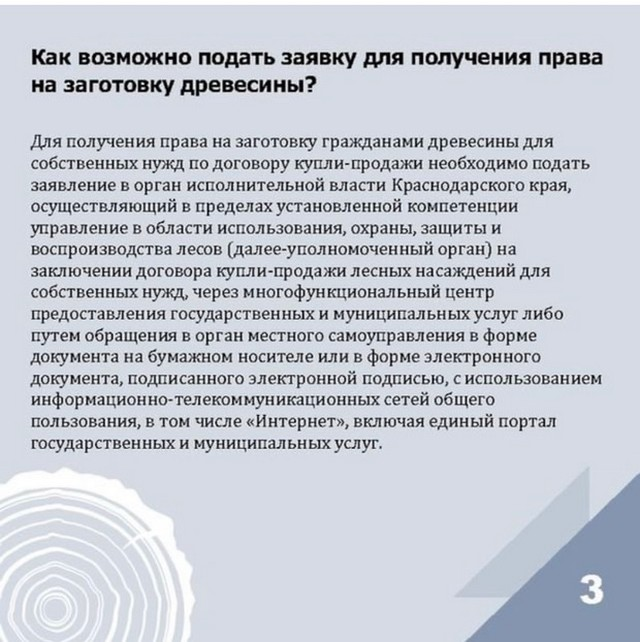 Как возможно подать заявку для получения права
на заготовку древесины?
Для получения права на заготовку гражданами древесины для
собственных нужд по договору купли-продажи необходимо подать
заявление в орган исполнительной власти Краснодарского края,
осуществляющий в пределах установленной компетенции
управление в области использования, охраны, защиты и
воспроизводства лесов (далее-уполномоченный орган) на
заключении договора купли-продажи лесных насаждений для
собственных нужд, через многофункциональный центр
предоставления государственных и муниципальных услуг либо
путем обращения в орган местного самоуправления в форме
документа на бумажном носителе или в форме электронного
документа, подписанного электронной подписью, с использованием
информационно-телекоммуникационных сетей общего
пользования, в том числе «Интернет», включая единый портал
государственных и муниципальных услуг.
3